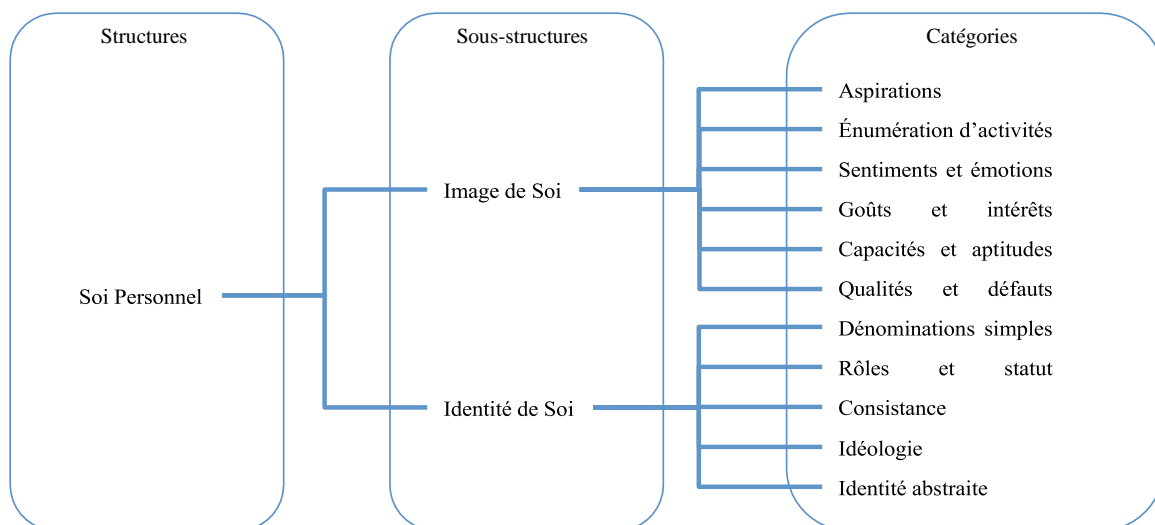 Structures
Sous-structures
Catégories
Soi Personnel
Image de Soi
Identité de Soi
Aspirations
Énumération d’activités
Sentiments et émotions
Goûts et intérêts
Capacités et aptitudes
Qualités et défauts
Dénominations simples
Rôles et statut
Consistance
Idéologie
Identité abstraite